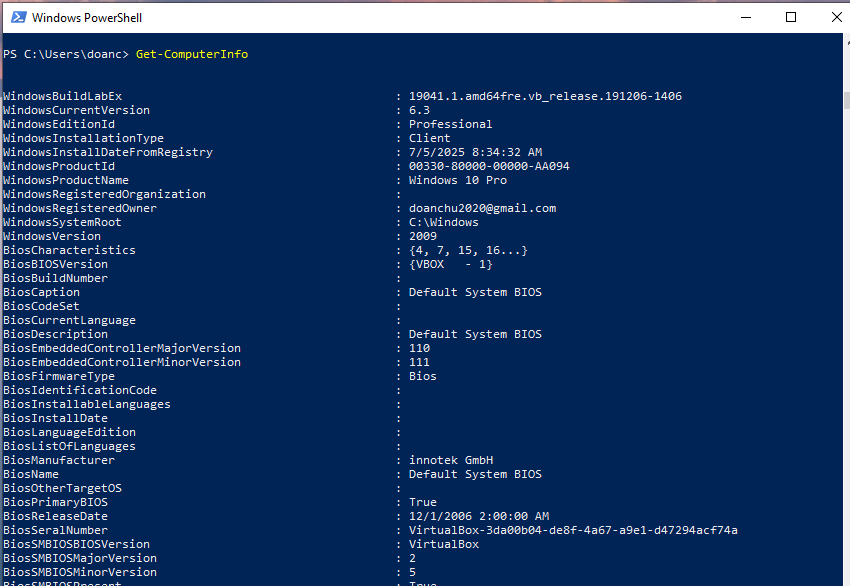 Windows PowerShell
PS C:\Users\doanc> Get-ComputerInfo
WindowsBuildLabEx : 19041.1.amd64fre.vb_release.191206-1406
WindowsCurrentVersion : 6.3
WindowsEditionId : Professional
WindowsInstallationType : Client
WindowsInstallDateFromRegistry : 7/5/2025 8:34:32 AM
WindowsProductId : 00330-80000-00000-AA094
WindowsProductName : Windows 10 Pro
WindowsRegisteredOrganization :
WindowsRegisteredOwner : doanchu2020@gmail.com
WindowsSystemRoot : C:\Windows
WindowsVersion : 2009
BiosCharacteristics : {4, 7, 15, 16...}
BiosBIOSVersion : {VBOX   - 1}
BiosBuildNumber :
BiosCaption : Default System BIOS
BiosCodeSet :
BiosCurrentLanguage :
BiosDescription : Default System BIOS
BiosEmbeddedControllerMajorVersion : 110
BiosEmbeddedControllerMinorVersion : 111
BiosFirmwareType : Bios
BiosIdentificationCode :
BiosInstallableLanguages :
BiosInstallDate :
BiosLanguageEdition :
BiosListOfLanguages :
BiosManufacturer : innotek GmbH
BiosName : Default System BIOS
BiosOtherTargetOS :
BiosPrimaryBIOS : True
BiosReleaseDate : 12/1/2006 2:00:00 AM
BiosSeralNumber : VirtualBox-3da00b04-de8f-4a67-a9e1-d47294acf74a
BiosSMBIOSBIOSVersion : VirtualBox
BiosSMBIOSMajorVersion : 2
BiosSMBIOSMinorVersion : 5
BiosSMBIOSPresent : True